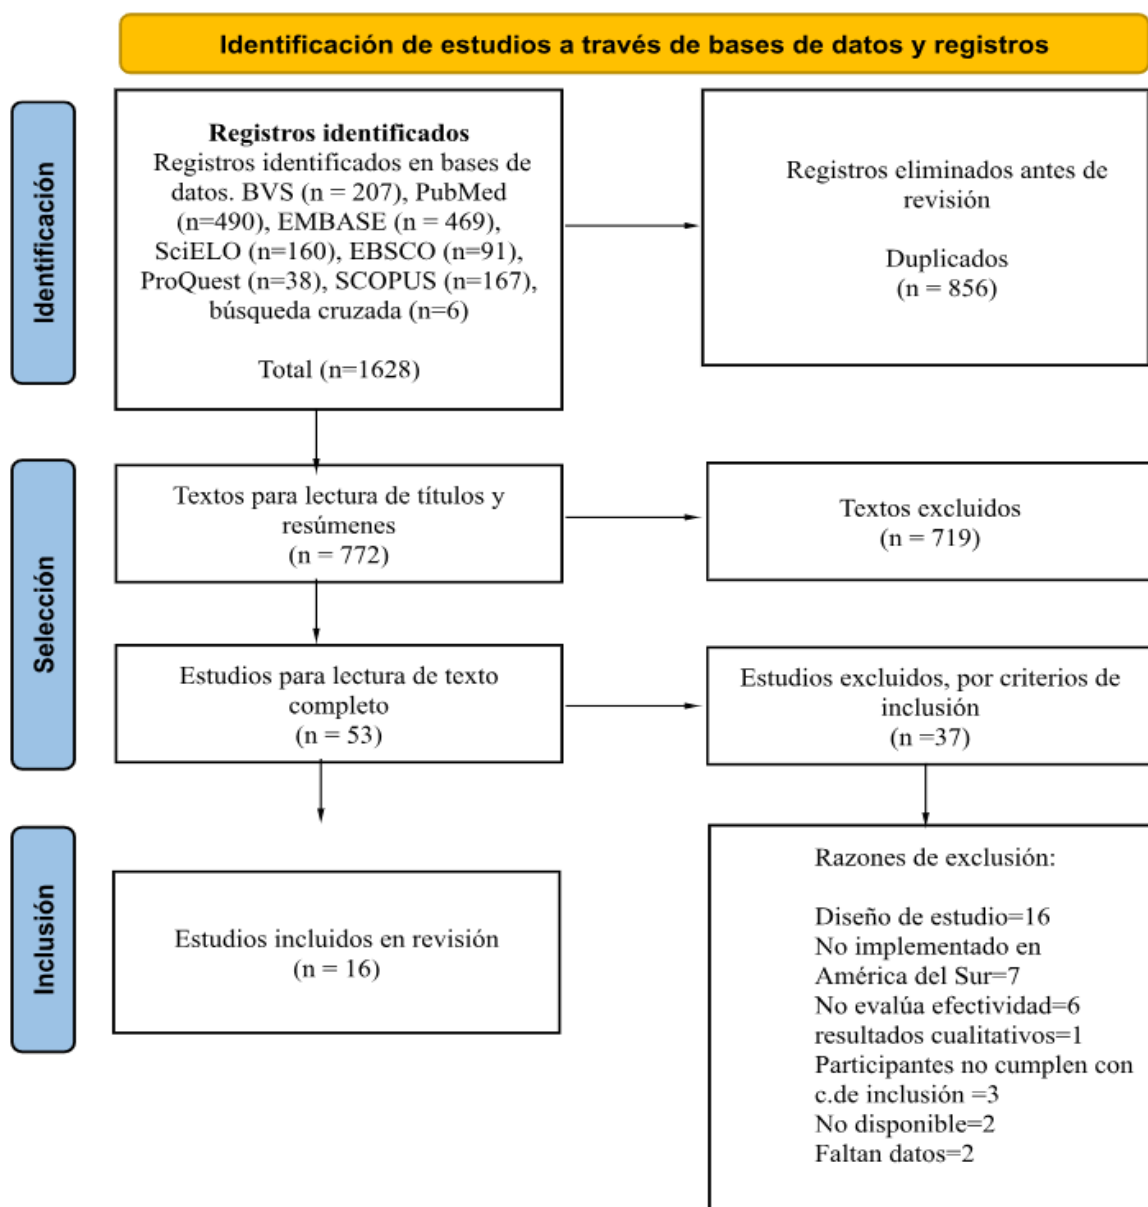 Identificación de estudios a través de bases de datos y registros
Identificación
Registros identificados
Registros identificados en bases de
datos. BVS (n = 207), PubMed
(n=490), EMBASE (n = 469),
SciELO (n=160), EBSCO (n=91),
ProQuest (n=38), SCOPUS (n=167),
búsqueda cruzada (n=6)
Total (n=1628)
Registros eliminados antes de
revisión
Duplicados
(n = 856)
Selección
Textos para lectura de títulos y
resúmenes
(n = 772)
Textos excluidos
(n = 719)
Estudios para lectura de texto
completo
(n = 53)
Estudios excluidos, por criterios de
inclusión
(n =37)
Inclusión
Estudios incluidos en revisión
(n = 16)
Razones de exclusión:
Diseño de estudio=16
No implementado en
América del Sur=7
No evalúa efectividad=6
resultados cualitativos=1
Participantes no cumplen con
c.de inclusión =3
No disponible=2
Faltan datos=2